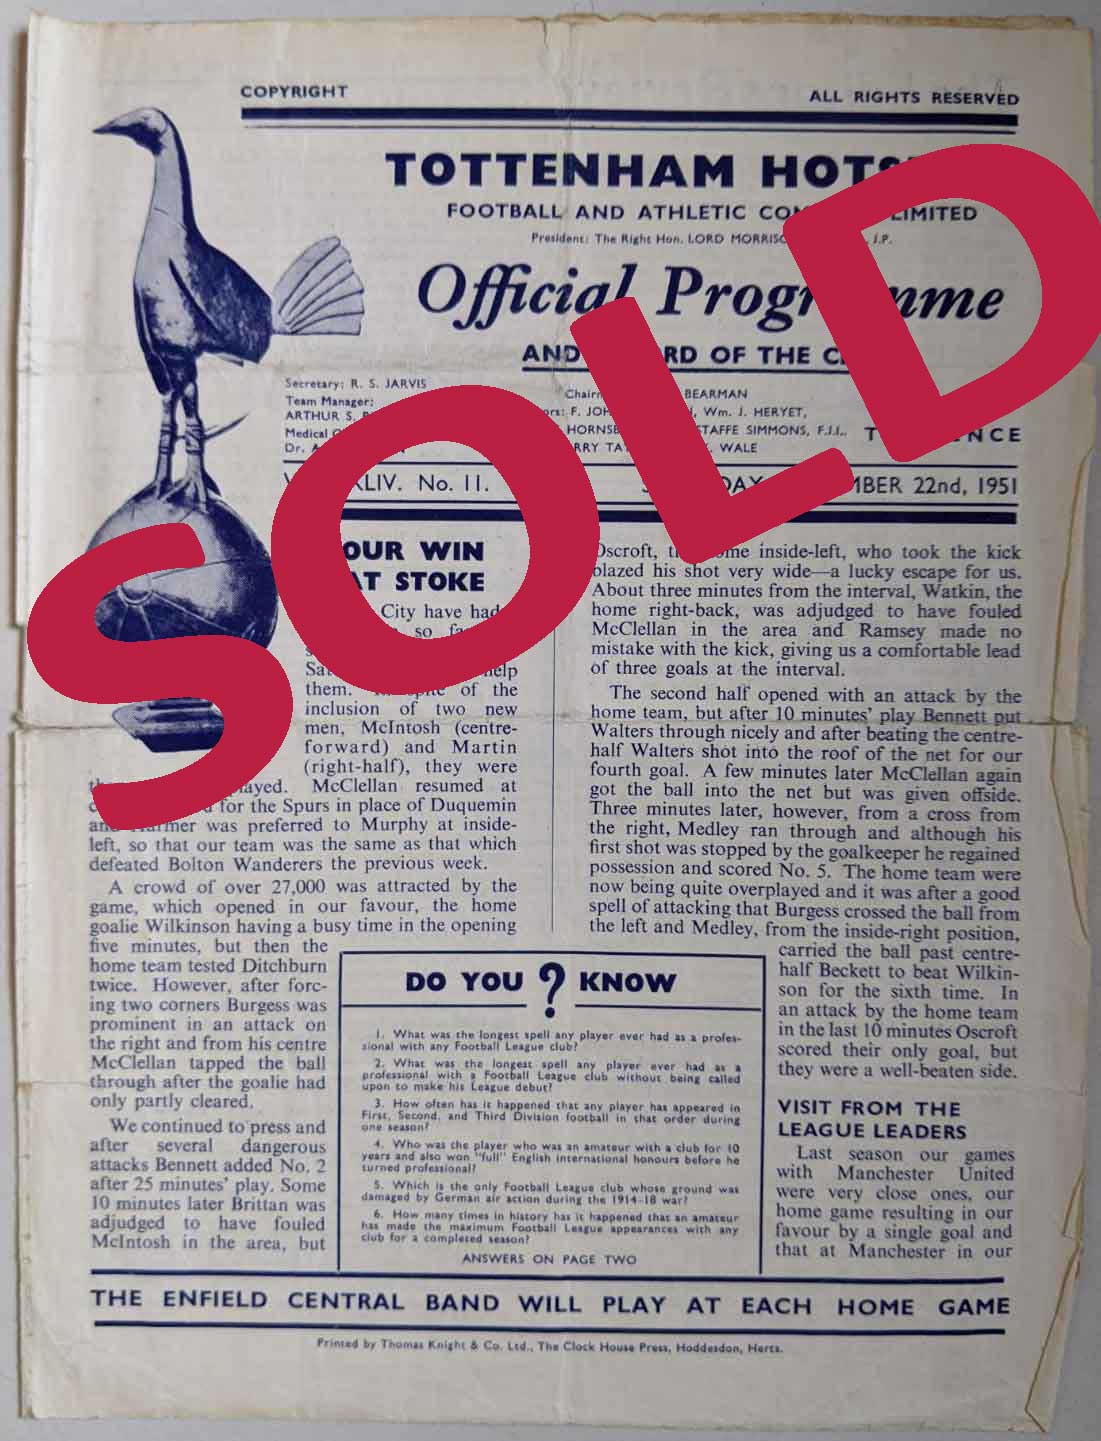 COPYRIGHT
ALL RIGHTS RESERVED
TOTTENHAM
FOOTBALL AND ATHLETIC LIMITED
President: The Right Hon. LORD J.P.
Official
AND OF THE
Secretary: R. S. JARVIS
Team Manager:
ARTHUR S.
Medical
Dr.
BEARMAN
F. Wm. J. HERYET,
SIMMONS, F.J.I.,
WALE
No. 11.
22nd, 1951
OUR WIN
AT STOKE
City have had
so
help
them. of the
inclusion of two new
men, McIntosh (centre-
forward) and Martin
(right-half), they were
McClellan resumed at
for the Spurs in place of Duquemin
was preferred to Murphy at inside-
left, so that our team was the same as that which
defeated Bolton Wanderers the previous week.
A crowd of over 27,000 was attracted by the
game, which opened in our favour, the home
goalie Wilkinson having a busy time in the opening
five minutes, but then the
home team tested Ditchburn
twice. However, after forc-
ing two corners Burgess was
prominent in an attack on
the right and from his centre
McClellan tapped the ball
through after the goalie had
only partly cleared.
We continued to press and
after several dangerous
attacks Bennett added No. 2
after 25 minutes' play. Some
10 minutes later Brittan was
adjudged to have fouled
McIntosh in the area, but
Oscroft, inside-left, who took the kick
blazed his shot very wide—a lucky escape for us.
About three minutes from the interval, Watkin, the
home right-back, was adjudged to have fouled
McClellan in the area and Ramsey made no
mistake with the kick, giving us a comfortable lead
of three goals at the interval.
The second half opened with an attack by the
home team, but after 10 minutes' play Bennett put
Walters through nicely and after beating the centre-
half Walters shot into the roof of the net for our
fourth goal. A few minutes later McClellan again
got the ball into the net but was given offside.
Three minutes later, however, from a cross from
the right, Medley ran through and although his
first shot was stopped by the goalkeeper he regained
possession and scored No. 5. The home team were
now being quite overplayed and it was after a good
spell of attacking that Burgess crossed the ball from
the left and Medley, from the inside-right position,
carried the ball past centre-
half Beckett to beat Wilkin-
son for the sixth time. In
an attack by the home team
in the last 10 minutes Oscroft
scored their only goal, but
they were a well-beaten side.
VISIT FROM THE
LEAGUE LEADERS
Last season our games
with Manchester United
were very close ones, our
home game resulting in our
favour by a single goal and
that at Manchester in our
DO YOU ? KNOW
1. What was the longest spell any player ever had as a profes-
sional with any Football League club?
2. What was the longest spell any player ever had as a
professional with a Football League club without being called
upon to make his League debut?
3. How often has it happened that any player has appeared in
First, Second, and Third Division football in that order during
one season?
4. Who was the player who was an amateur with a club for 10
years and also won "full" English international honours before he
turned professional?
5. Which is the only Football League club whose ground was
damaged by German air action during the 1914-18 war?
6. How many times in history has it happened that an amateur
has made the maximum Football League appearances with any
club for a completed season?
ANSWERS ON PAGE TWO
THE ENFIELD CENTRAL BAND WILL PLAY AT EACH HOME GAME
Printed by Thomas Knight & Co. Ltd., The Clock House Press, Hoddesdon, Herts.
SOLD